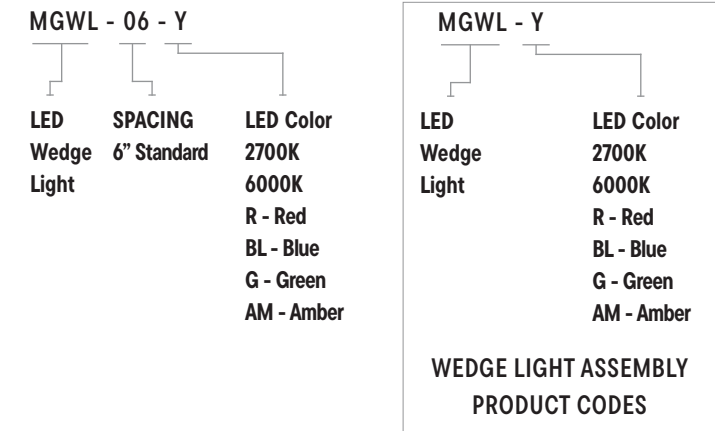 MGWL - 06 - Y
LED
Wedge
Light
SPACING
6” Standard
LED Color
2700K
6000K
R - Red
BL - Blue
G - Green
AM - Amber
MGWL - Y
LED
Wedge
Light
LED Color
2700K
6000K
R - Red
BL - Blue
G - Green
AM - Amber
WEDGE LIGHT ASSEMBLY
PRODUCT CODES